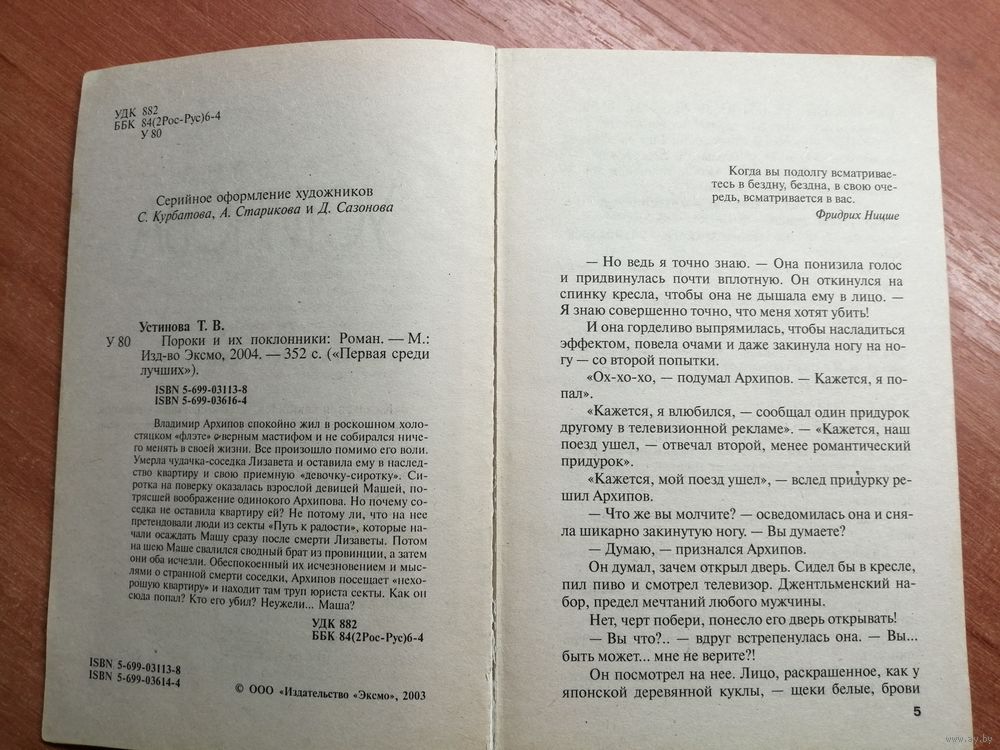 УДК 882
ББК 84(2Рос-Рус)6-4
У 80
Серийное оформление художников
С. Курбатова, А. Старикова и Д. Сазонова
Устинова Т. В.
У 80 Пороки и их поклонники: Роман. — М.:
Изд-во Эксмо, 2004. — 352 с. («Первая среди
лучших»).
ISBN 5-699-03113-8
ISBN 5-699-03616-4
Владимир Архипов спокойно жил в роскошном холо-
стяцком «флэте» с верным мастифом и не собирался ниче-
го менять в своей жизни. Все произошло помимо его воли.
Умерла чудачка-соседка Лизавета и оставила ему в наслед-
ство квартиру и свою приемную «девочку-сиротку». Си-
ротка на поверку оказалась взрослой девицей Машей, по-
трясшей воображение одинокого Архипова. Но почему со-
седка не оставила квартиру ей? Не потому ли, что на нее
претендовали люди из секты «Путь к радости», которые на-
чали осаждать Машу сразу после смерти Лизаветы. Потом
на шею Маше свалился сводный брат из провинции, а затем
они оба исчезли. Обеспокоенный их исчезновением и мыс-
лями о странной смерти соседки, Архипов посещает «нехо-
рошую квартиру» и находит там труп юриста секты. Как он
сюда попал? Кто его убил? Неужели... Маша?
УДК 882
ББК 84(2Рос-Рус)6-4
ISBN 5-699-03113-8
ISBN 5-699-03614-4
© ООО «Издательство «Эксмо», 2003
Когда вы подолгу всматривае-
тесь в бездну, бездна, в свою оче-
редь, всматривается в вас.
Фридрих Ницше
— Но ведь я точно знаю. — Она понизила голос
и придвинулась почти вплотную. Он откинулся на
спинку кресла, чтобы она не дышала ему в лицо. —
Я знаю совершенно точно, что меня хотят убить!
И она горделиво выпрямилась, чтобы насладиться
эффектом, повела очами и даже закинула ногу на но-
гу — со второй попытки.
«Ох-хо-хо, — подумал Архипов. — Кажется, я по-
пал».
«Кажется, я влюбился, — сообщал один придурок
другому в телевизионной рекламе». — «Кажется, наш
поезд ушел, — отвечал второй, менее романтический
придурок».
«Кажется, мой поезд ушел», — вслед придурку ре-
шил Архипов.
— Что же вы молчите? — осведомилась она и сня-
ла шикарно закинутую ногу. — Вы думаете?
— Думаю, — признался Архипов.
Он думал, зачем открыл дверь. Сидел бы в кресле,
пил пиво и смотрел телевизор. Джентльменский на-
бор, предел мечтаний любого мужчины.
Нет, черт побери, понесло его дверь открывать!
— Вы что?.. — вдруг встрепенулась она. — Вы...
быть может... мне не верите?!
Он посмотрел на нее. Лицо, раскрашенное, как у
японской деревянной куклы, — щеки белые, брови
5
www.ay.by